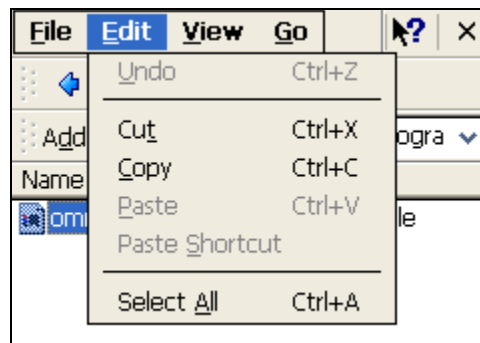 File Edit View Go
Undo Ctrl+Z
Add
Cut Ctrl+X
ogra
Copy Ctrl+C
Name
Paste Ctrl+V
le
om
Paste Shortcut
Select All Ctrl+A